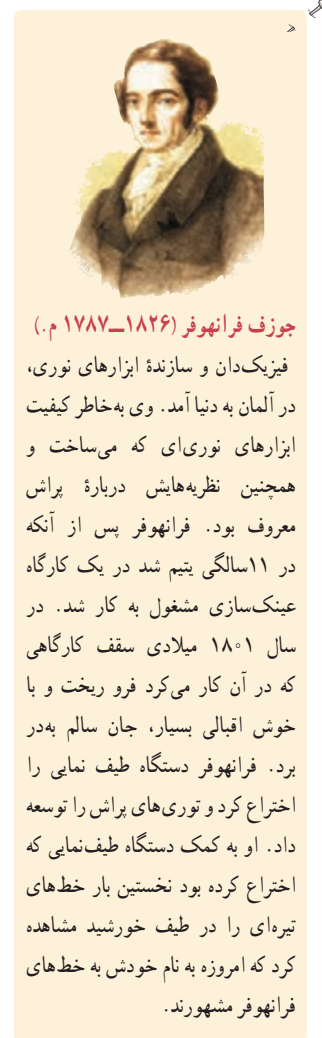 جوزف فرانهوفر (۱۸۲۶ــ۱۷۸۷ م.)
فیزیک‌دان و سازندهٔ ابزارهای نوری،
در آلمان به دنیا آمد. وی به‌خاطر کیفیت
ابزارهای نوری‌ای که می‌ساخت و
همچنین نظریه‌هایش دربارهٔ پراش
معروف بود. فرانهوفر پس از آنکه
در ۱۱سالگی یتیم شد در یک کارگاه
عینک‌سازی مشغول به کار شد. در
سال ۱۸۰۱ میلادی سقف کارگاهی
که در آن کار می‌کرد فرو ریخت و با
خوش اقبالی بسیار، جان سالم به‌در
برد. فرانهوفر دستگاه طیف نمایی را
اختراع کرد و توری‌های پراش را توسعه
داد. او به کمک دستگاه طیف‌نمایی که
اختراع کرده بود نخستین بار خط‌های
تیره‌ای را در طیف خورشید مشاهده
کرد که امروزه به نام خودش به خط‌های
فرانهوفر مشهورند.